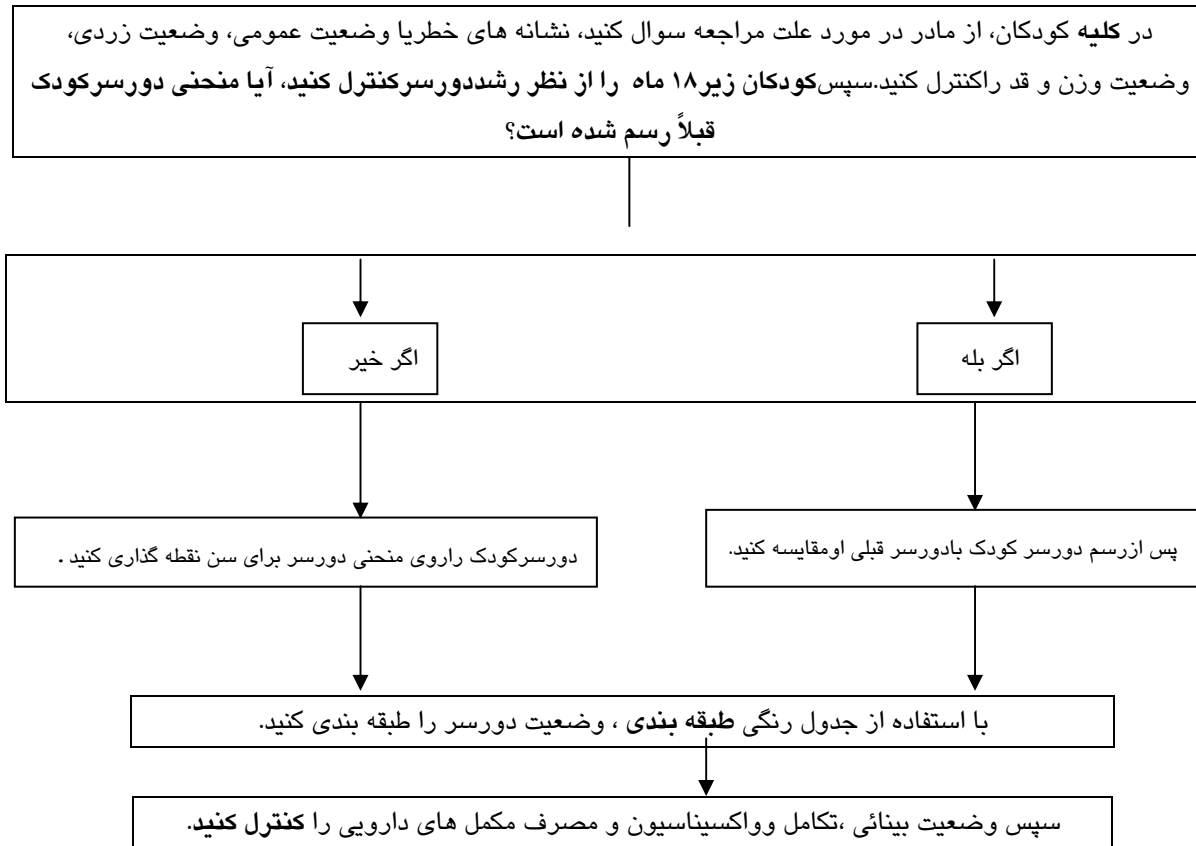 در کلیه کودکان، از مادر در مورد علت مراجعه سوال کنید، نشانه های خطریا وضعیت عمومی، وضعیت زردی،
وضعیت وزن و قد راکنترل کنید.سپس‌کودکان زیر۱۸ ماه را از نظر رشددورسرکنترل کنید، آیا منحنی دورسرکودک
قبلاً رسم شده است؟
اگر بله
اگر خیر
پس ازرسم دورسر کودک بادورسر قبلی اومقایسه کنید.
دورسرکودک راروی منحنی دورسر برای سن نقطه گذاری کنید .
با استفاده از جدول رنگی طبقه بندی ، وضعیت دورسر را طبقه بندی کنید.
سپس وضعیت بینائی ،تکامل وواکسیناسیون و مصرف مکمل های دارویی را کنترل کنید.